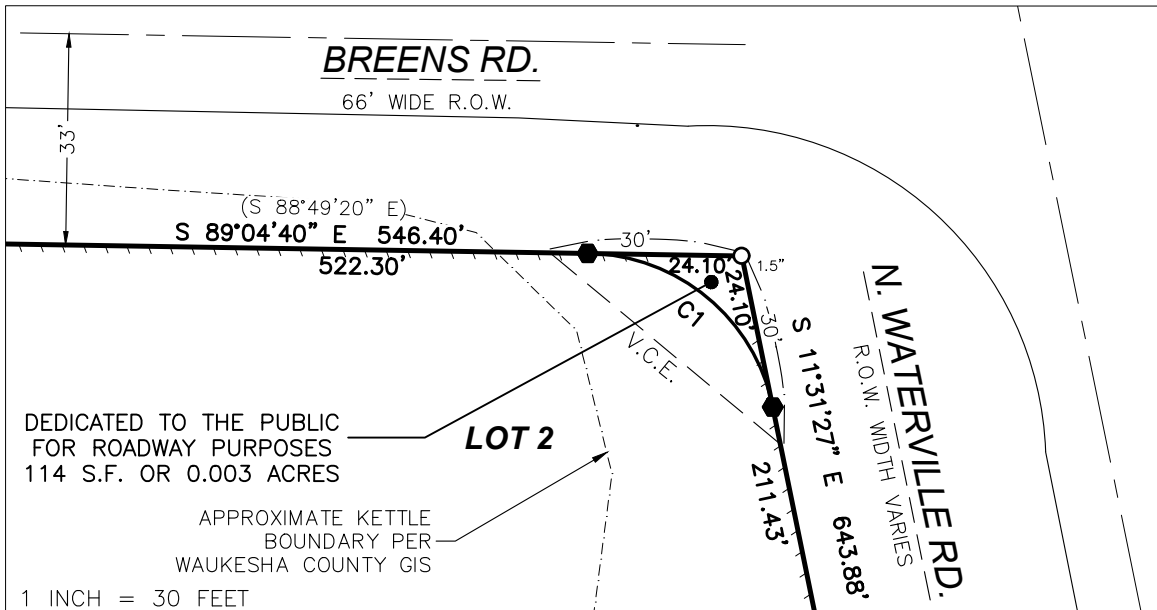 BREENS RD.
66' WIDE R.O.W.
33'
(S 88°49'20" E)
S 89°04'40" E 546.40'
522.30'
30'
24.10'
24.10'
1.5"
30'
C1
V.C.E.
N. WATERVILLE RD.
R.O.W. WIDTH VARIES
S 11°31'27" E 643.88'
211.43'
DEDICATED TO THE PUBLIC
FOR ROADWAY PURPOSES
114 S.F. OR 0.003 ACRES
LOT 2
APPROXIMATE KETTLE
BOUNDARY PER
WAUKESHA COUNTY GIS
1 INCH = 30 FEET